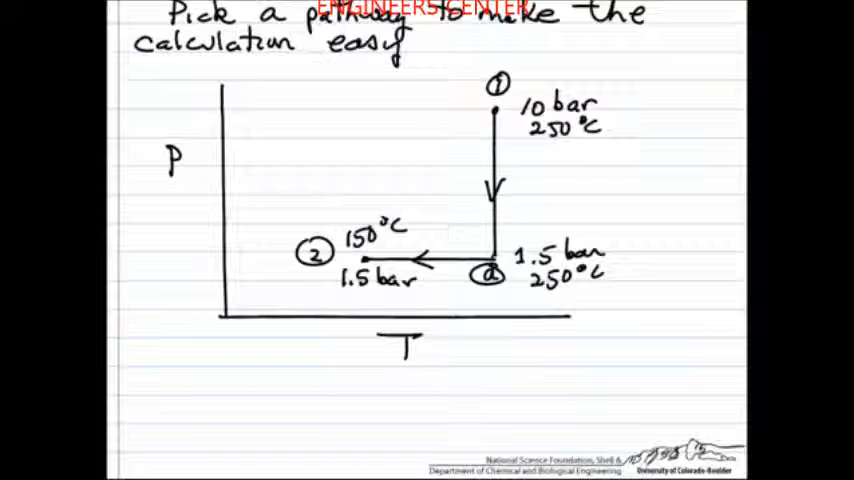 ENGINEERS CENTER
Pick a pathway to make the
calculation easy
①
10 bar
250°C
P
150°C
②
1.5 bar
ⓐ
1.5 bar
250°C
T
National Science Foundation, Shell &
Department of Chemical and Biological Engineering
University of Colorado-Boulder